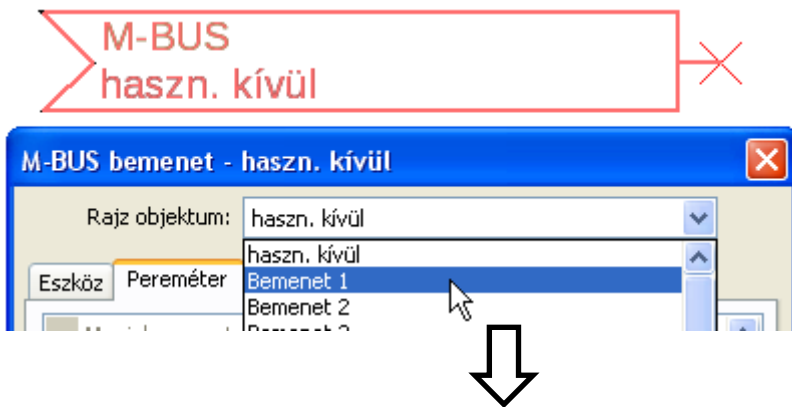 M-BUS
haszn. kívül
M-BUS bemenet - haszn. kívül
Rajz objektum: haszn. kívül
haszn. kívül
Eszköz Pereméter Bemenet 1
Bemenet 2